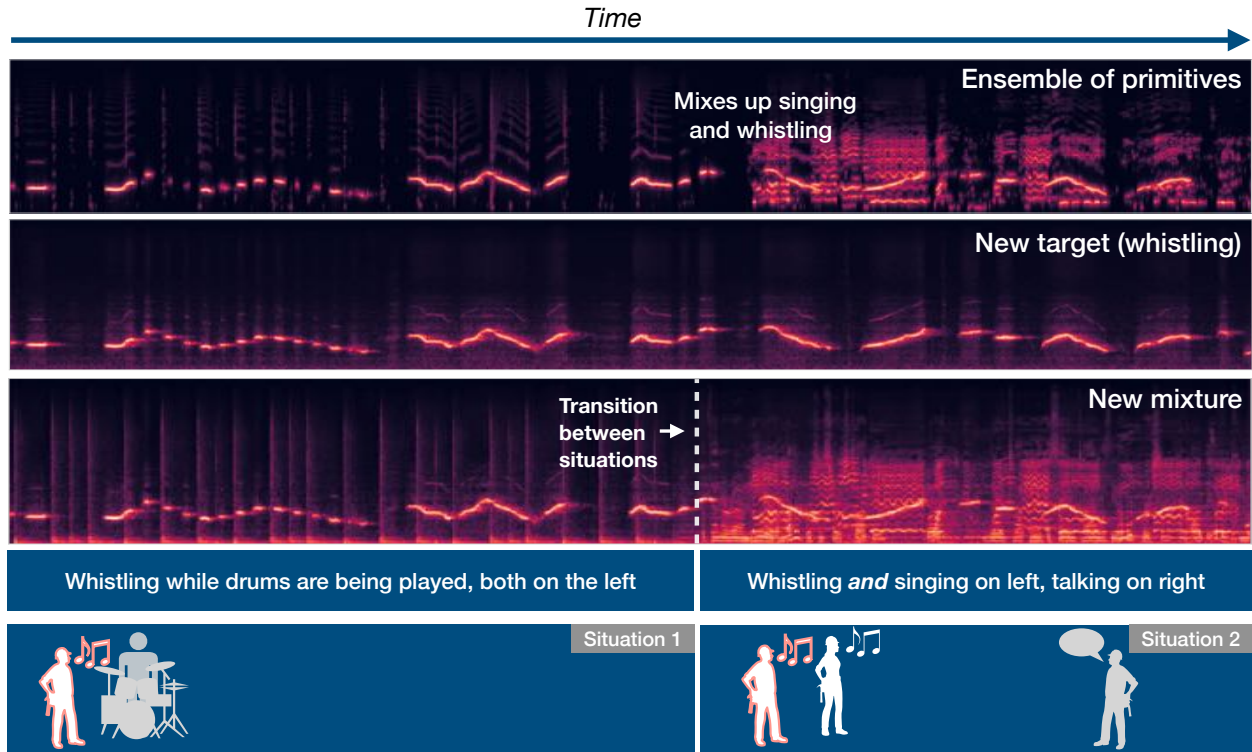 Time
Ensemble of primitives
Mixes up singing
and whistling
New target (whistling)
New mixture
Transition
between
situations
Whistling while drums are being played, both on the left
Whistling and singing on left, talking on right
Situation 1
Situation 2